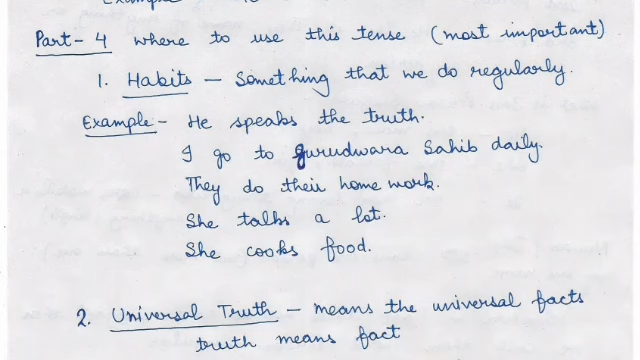 Example
Part-4 where to use this tense (most important)
1. Habits - Something that we do regularly.
Example- He speaks the truth.
I go to gurudwara Sahib daily.
They do their home work.
She talks a lot.
She cooks food.
2. Universal Truth - means the universal facts
truth means fact